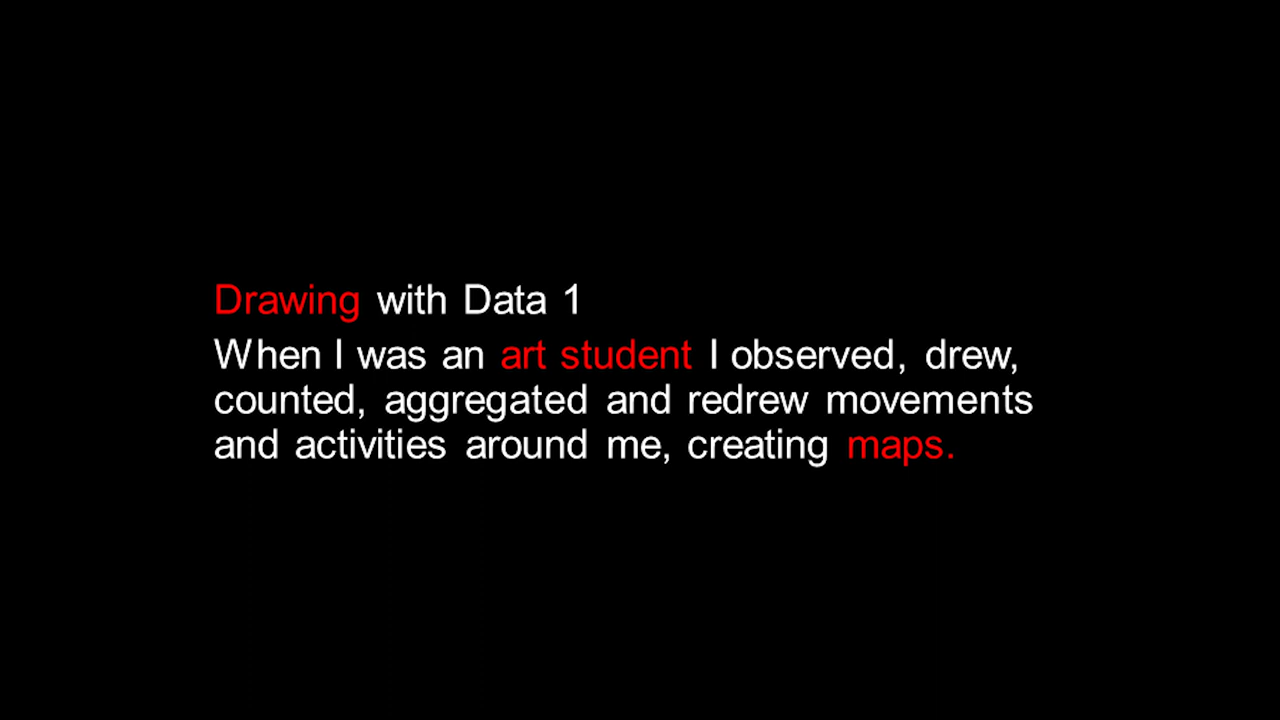 Drawing with Data 1
When I was an art student I observed, drew,
counted, aggregated and redrew movements
and activities around me, creating maps.